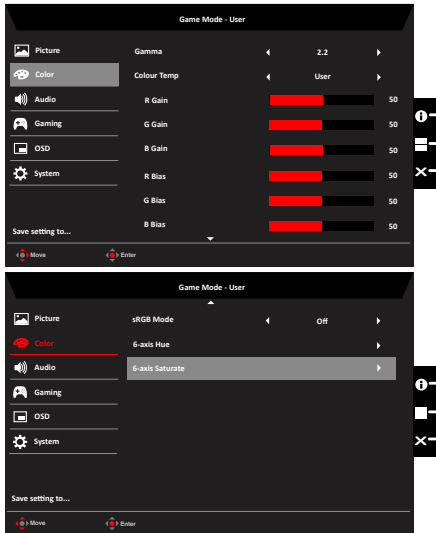 Game Mode - User
Picture
Gamma 2.2
Color
Colour Temp User
Audio
R Gain 50
Gaming
G Gain 50
OSD
B Gain 50
System
R Bias 50
G Bias 50
B Bias 50
Save setting to...
Move Enter
Game Mode - User
Picture
sRGB Mode Off
Color
6-axis Hue
Audio
6-axis Saturate
Gaming
OSD
System
Save setting to...
Move Enter